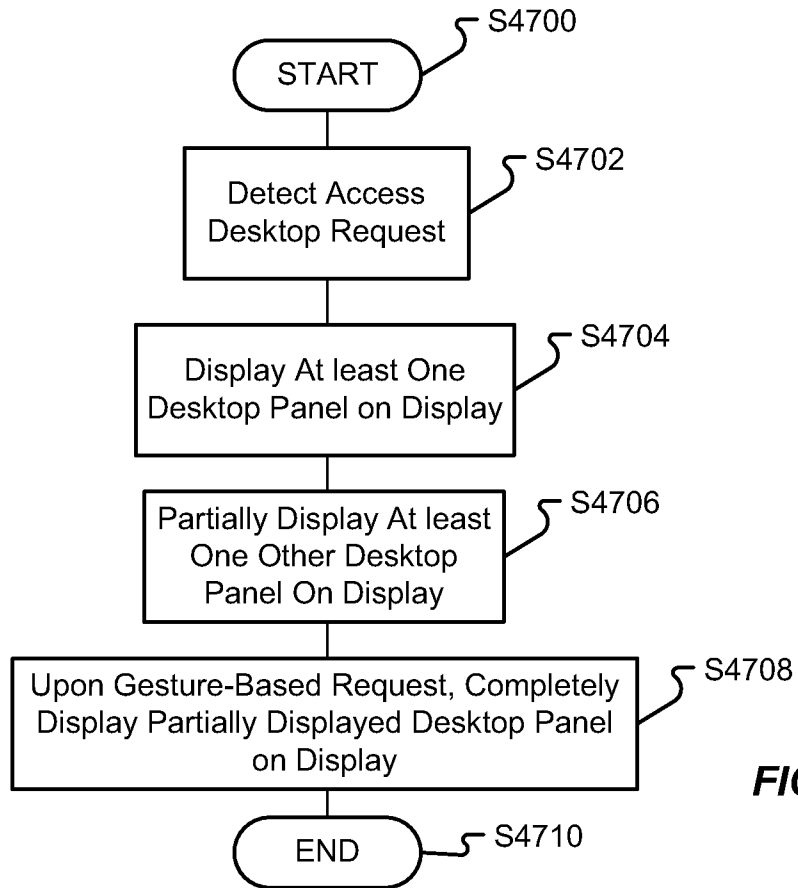 S4700
START
S4702
Detect Access
Desktop Request
S4704
Display At least One
Desktop Panel on Display
S4706
Partially Display At least
One Other Desktop
Panel On Display
S4708
Upon Gesture-Based Request, Completely
Display Partially Displayed Desktop Panel
on Display
END
S4710